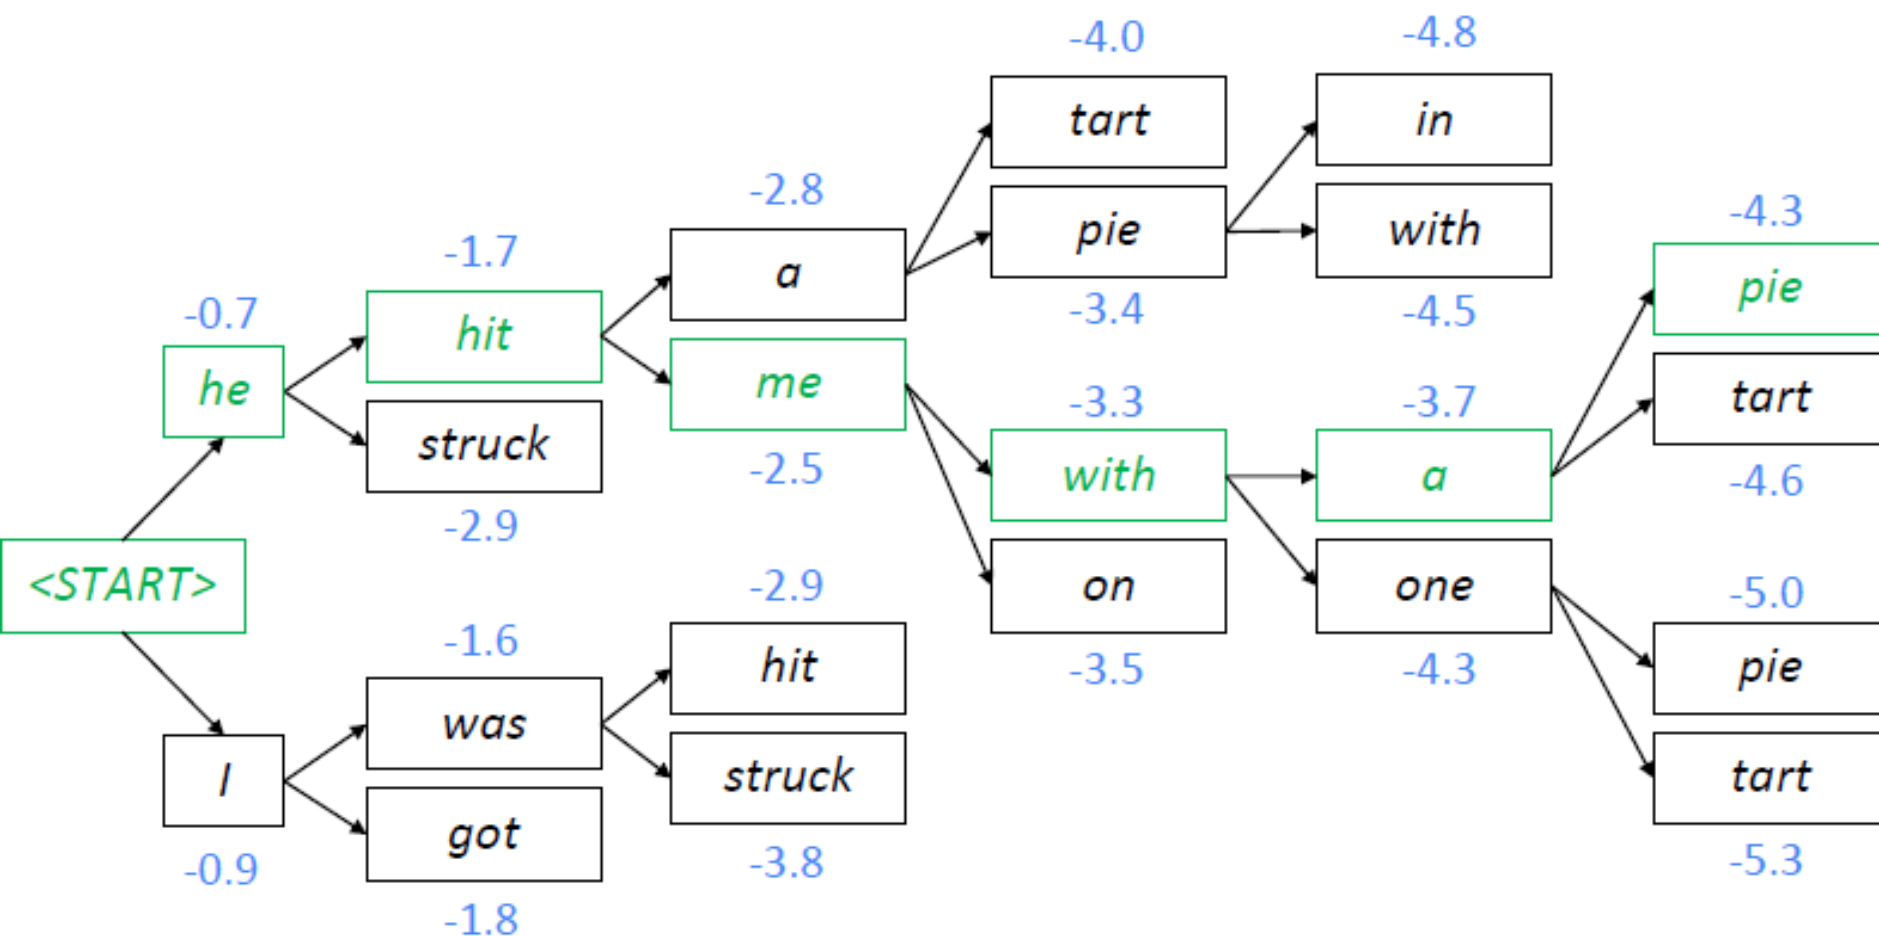 -4.0
-4.8
tart
in
-2.8
-4.3
pie
with
-1.7
a
pie
-0.7
-3.4
-4.5
hit
he
me
-3.3
-3.7
tart
struck
-2.5
with
a
-4.6
-2.9
<START>
-2.9
on
one
-5.0
-1.6
hit
-3.5
-4.3
pie
was
I
struck
tart
got
-0.9
-3.8
-5.3
-1.8